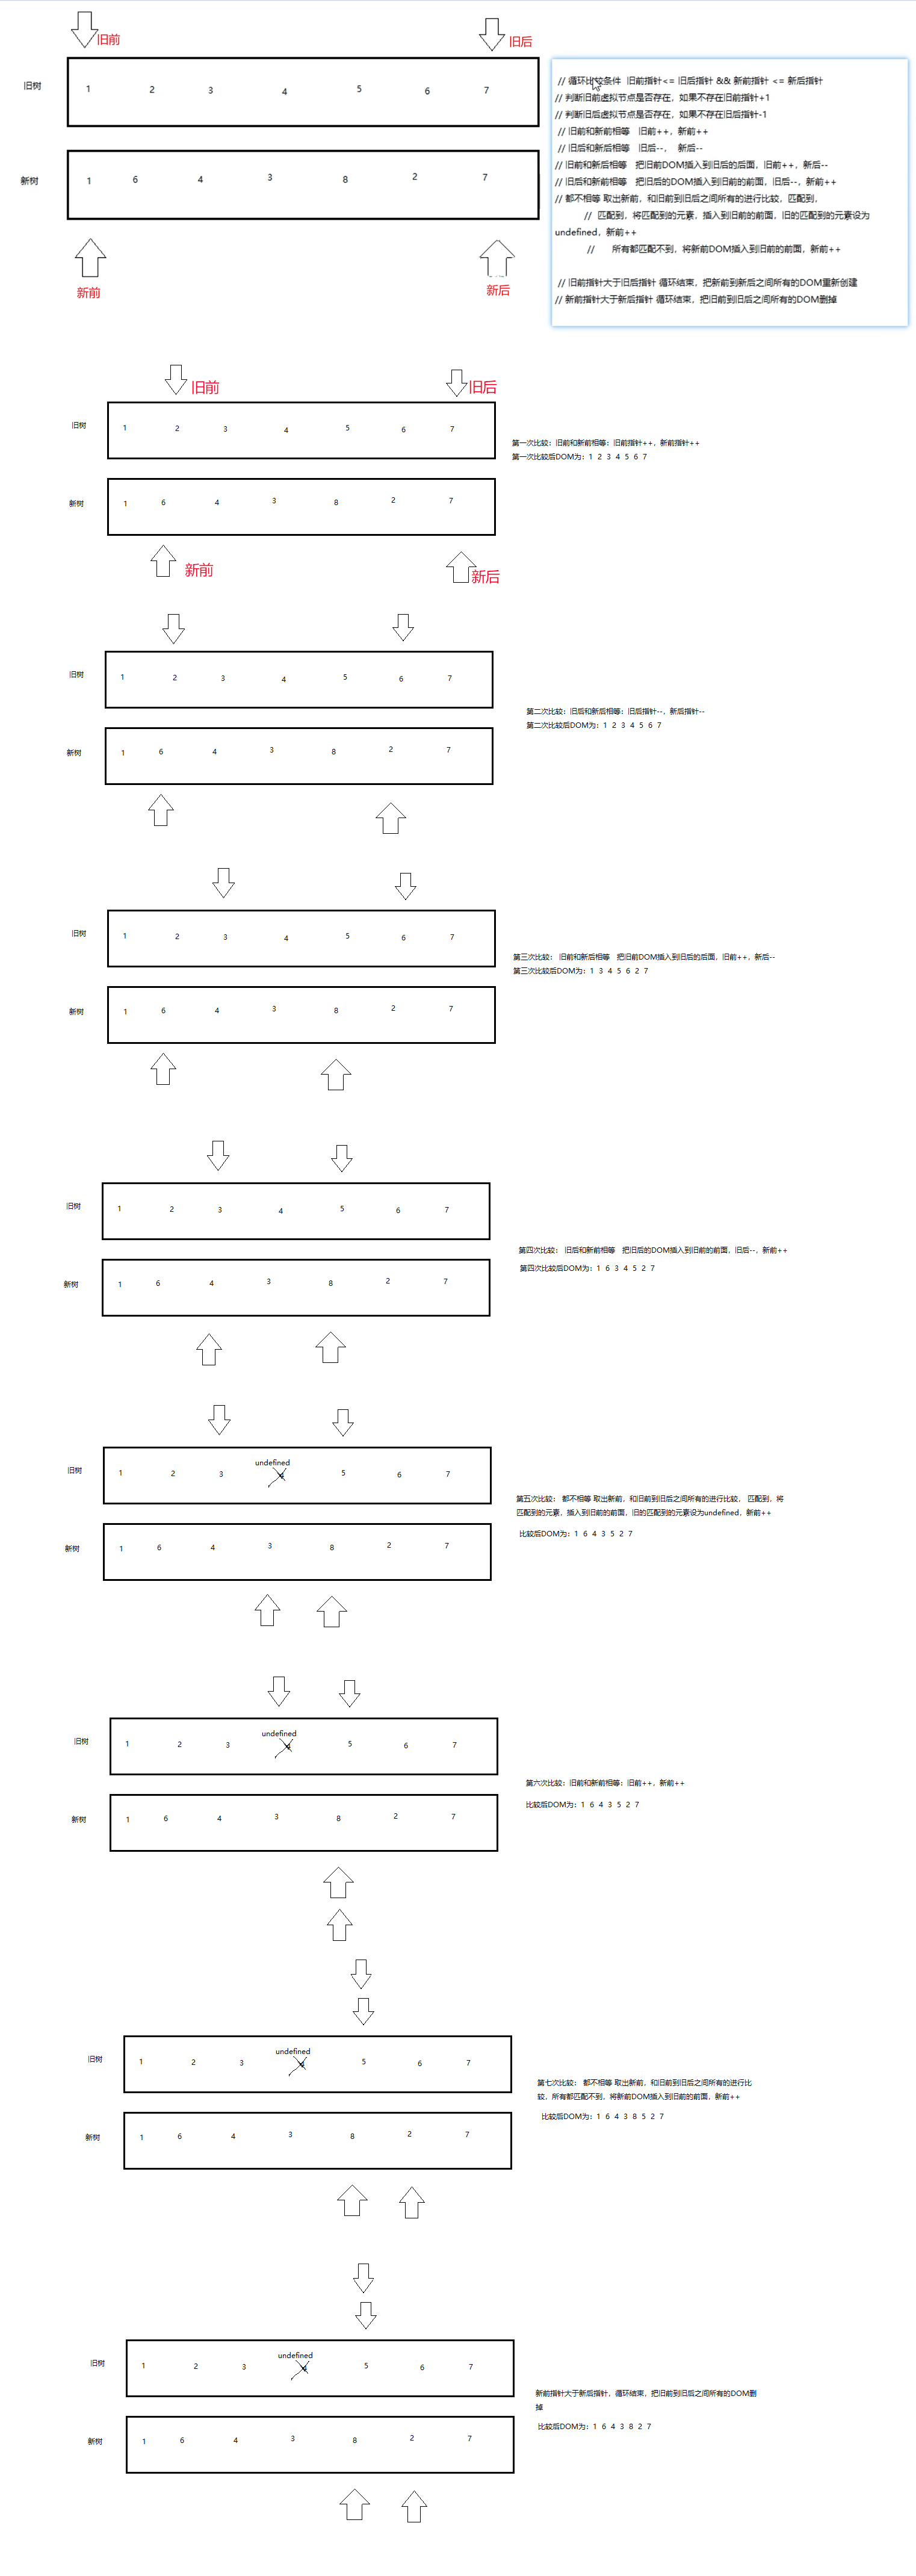 旧前
旧后
旧树
1 2 3 4 5 6 7
新树
1 6 4 3 8 2 7
新前
新后
// 循环比较条件 旧前指针<= 旧后指针 && 新前指针 <= 新后指针
// 判断旧前虚拟节点是否存在，如果不存在旧前指针+1
// 判断旧后虚拟节点是否存在，如果不存在旧后指针-1
// 旧前和新前相等 旧前++，新前++
// 旧后和新后相等 旧后--， 新后--
// 旧前和新后相等 把旧前DOM插入到旧后的后面，旧前++，新后--
// 旧后和新前相等 把旧后的DOM插入到旧前的前面，旧后--，新前++
// 都不相等 取出新前，和旧前到旧后之间所有的进行比较，匹配到，
// 匹配到，将匹配到的元素，插入到旧前的前面，旧的匹配到的元素设为
undefined，新前++
// 所有都匹配不到，将新前DOM插入到旧前的前面，新前++
// 旧前指针大于旧后指针 循环结束，把新前到新后之间所有的DOM重新创建
// 新前指针大于新后指针 循环结束，把旧前到旧后之间所有的DOM删掉
旧前
旧后
旧树
1 2 3 4 5 6 7
新树
1 6 4 3 8 2 7
新前
新后
第一次比较：旧前和新前相等：旧前指针++，新前指针++
第一次比较后DOM为：1 2 3 4 5 6 7
旧树
1 2 3 4 5 6 7
新树
1 6 4 3 8 2 7
第二次比较：旧后和新后相等：旧后指针--，新后指针--
第二次比较后DOM为：1 2 3 4 5 6 7
旧树
1 2 3 4 5 6 7
新树
1 6 4 3 8 2 7
第三次比较： 旧前和新后相等 把旧前DOM插入到旧后的后面，旧前++，新后--
第三次比较后DOM为：1 3 4 5 6 2 7
旧树
1 2 3 4 5 6 7
新树
1 6 4 3 8 2 7
第四次比较： 旧后和新前相等 把旧后的DOM插入到旧前的前面，旧后--，新前++
第四次比较后DOM为：1 6 3 4 5 2 7
undefined
旧树
1 2 3 4 5 6 7
新树
1 6 4 3 8 2 7
第五次比较： 都不相等 取出新前，和旧前到旧后之间所有的进行比较， 匹配到，将
匹配到的元素，插入到旧前的前面，旧的匹配到的元素设为undefined，新前++
比较后DOM为：1 6 4 3 5 2 7
undefined
旧树
1 2 3 4 5 6 7
新树
1 6 4 3 8 2 7
第六次比较：旧前和新前相等：旧前++，新前++
比较后DOM为：1 6 4 3 5 2 7
undefined
旧树
1 2 3 4 5 6 7
新树
1 6 4 3 8 2 7
第七次比较： 都不相等 取出新前，和旧前到旧后之间所有的进行比
较，所有都匹配不到，将新前DOM插入到旧前的前面，新前++
比较后DOM为：1 6 4 3 8 5 2 7
undefined
旧树
1 2 3 4 5 6 7
新树
1 6 4 3 8 2 7
新前指针大于新后指针，循环结束，把旧前到旧后之间所有的DOM删
掉
比较后DOM为：1 6 4 3 8 2 7